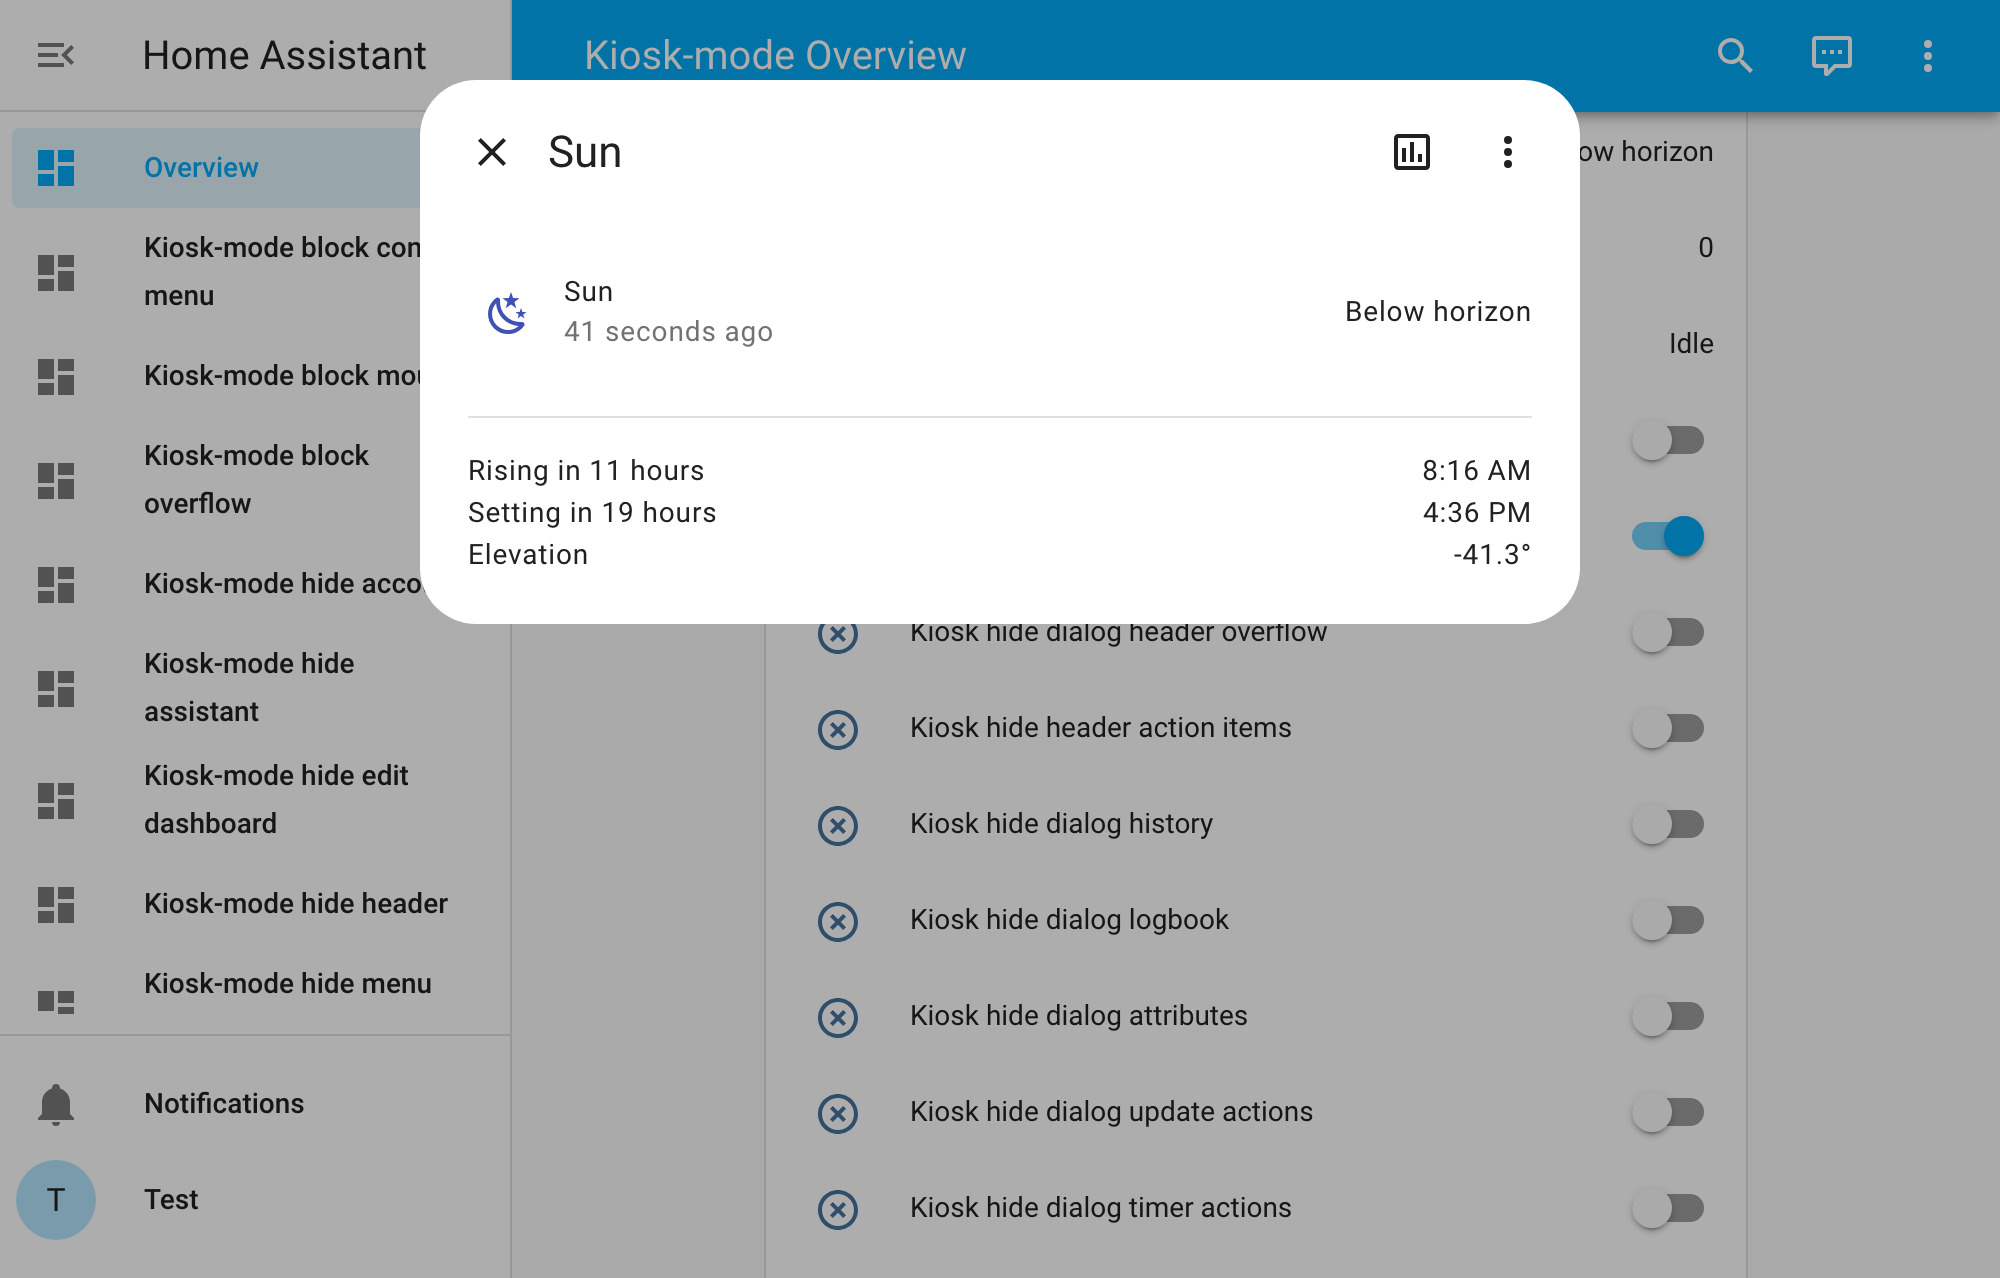 Home Assistant
Kiosk-mode Overview
Overview
Kiosk-mode block
menu
Kiosk-mode block
Kiosk-mode block
overflow
Kiosk-mode hide
Kiosk-mode hide
assistant
Kiosk-mode hide edit
dashboard
Kiosk-mode hide header
Kiosk-mode hide menu
Notifications
T
Test
Sun
Sun
41 seconds ago
Below horizon
Rising in 11 hours
8:16 AM
Setting in 19 hours
4:36 PM
Elevation
-41.3°
horizon
0
Idle
Kiosk hide dialog header overflow
Kiosk hide header action items
Kiosk hide dialog history
Kiosk hide dialog logbook
Kiosk hide dialog attributes
Kiosk hide dialog update actions
Kiosk hide dialog timer actions